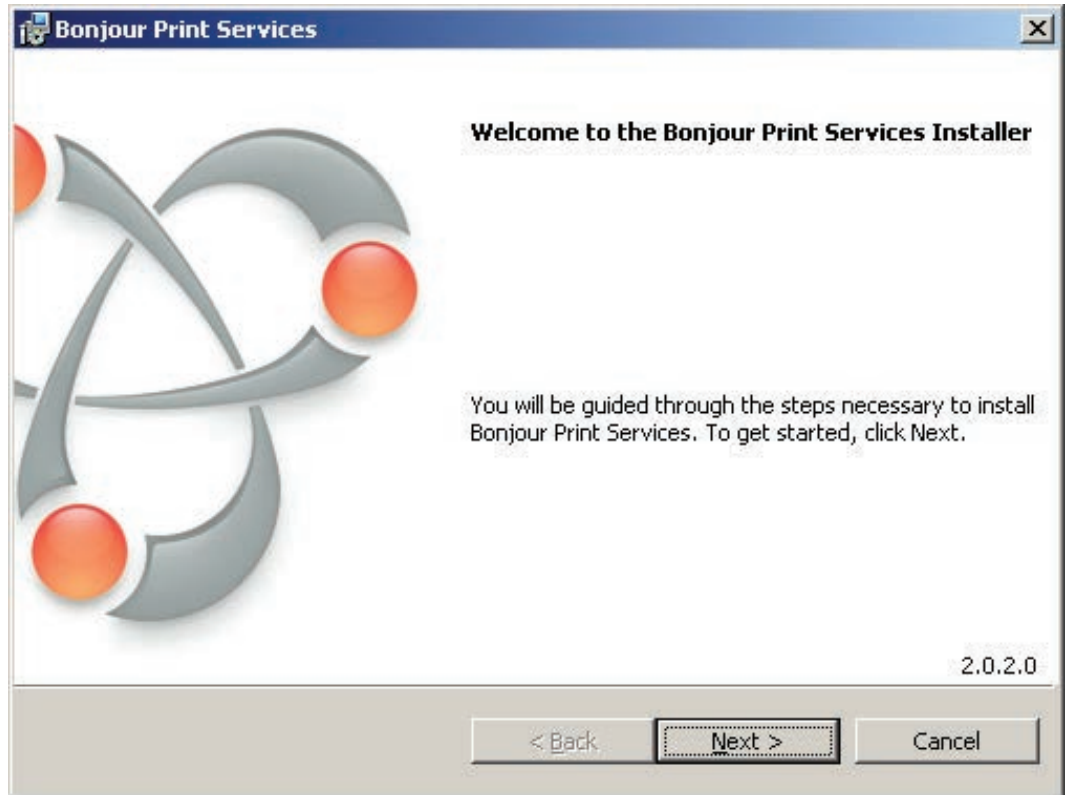 Bonjour Print Services
Welcome to the Bonjour Print Services Installer
You will be guided through the steps necessary to install
Bonjour Print Services. To get started, click Next.
2.0.2.0
< Back
Next >
Cancel